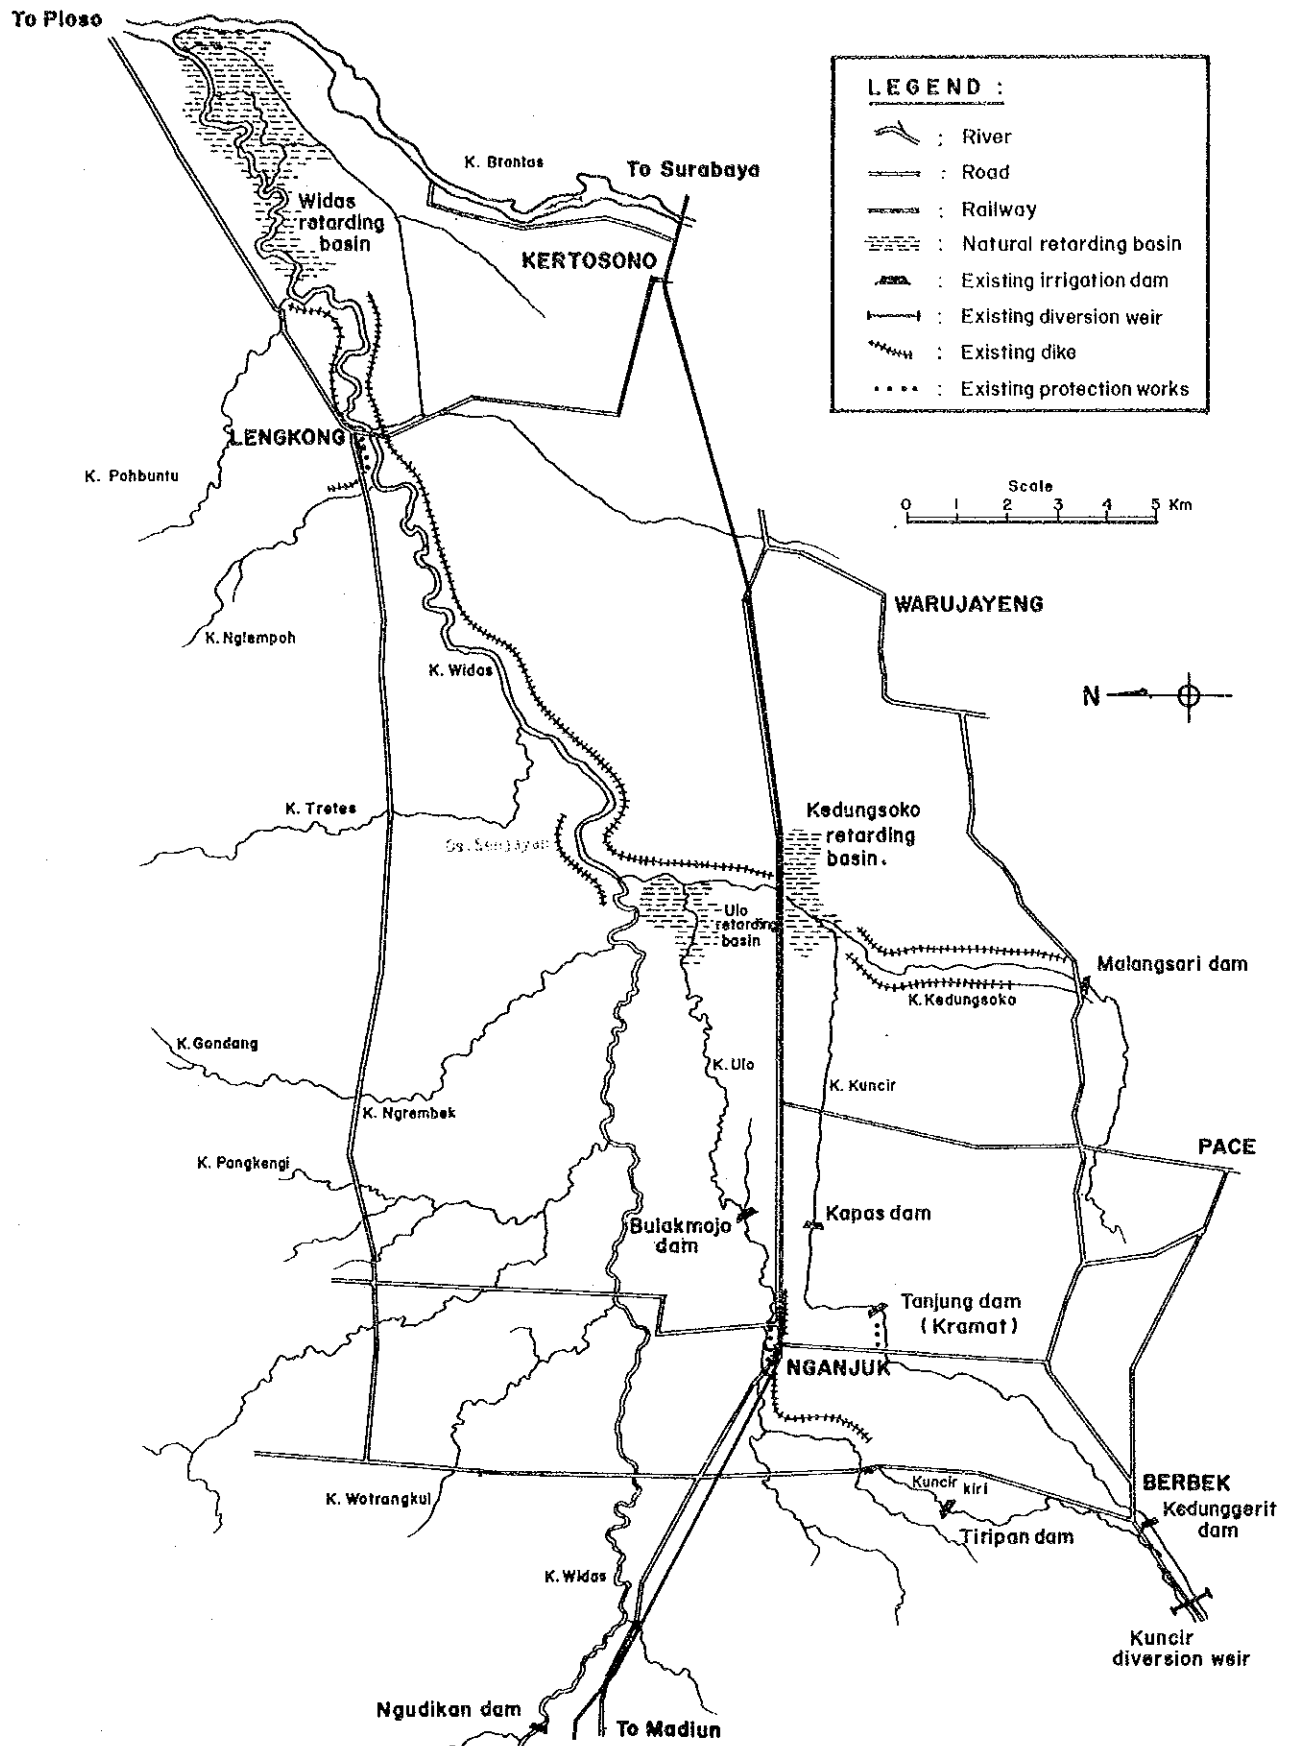 To Ploso
LEGEND :
: River
: Road
: Railway
: Natural retarding basin
: Existing irrigation dam
: Existing diversion weir
: Existing dike
: Existing protection works
K. Brantas
To Surabaya
Widas
retarding
basin
KERTOSONO
LENGKONG
K. Pohbuntu
Scale
0 1 2 3 4 5 Km
WARUJAYENG
K. Nglempoh
K. Widas
N
K. Tretes
Kedungsoko
retarding
basin.
Ulo
retarding
basin
Malangsari dam
K. Kedungsoko
K. Gondang
K. Ulo
K. Kuncir
K. Ngrembek
PACE
K. Pangkengi
Bulakmojo
dam
Kapas dam
Tanjung dam
(Kramat)
NGANJUK
K. Wotrangkul
Kuncir kiri
BERBEK
Kedunggerit
dam
Tiripan dam
K. Widas
Kuncir
diversion weir
Ngudikan dam
To Madiun